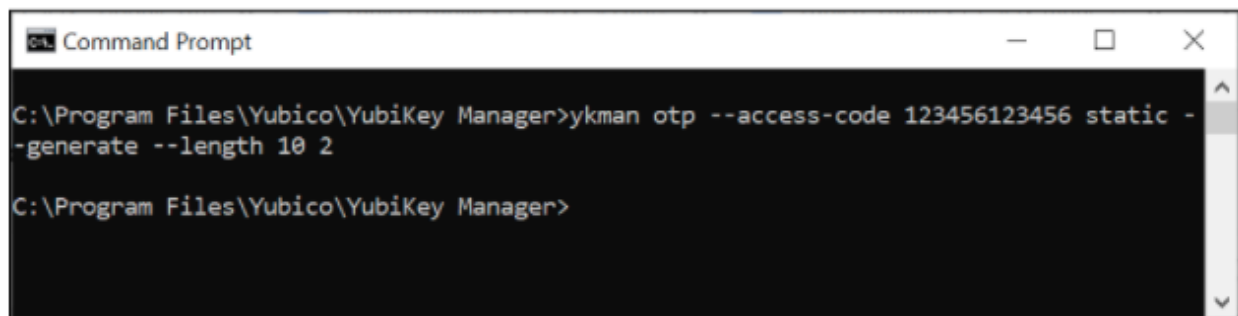 Command Prompt
C:\Program Files\Yubico\YubiKey Manager>ykman otp --access-code 123456123456 static -
-generate --length 10 2
C:\Program Files\Yubico\YubiKey Manager>